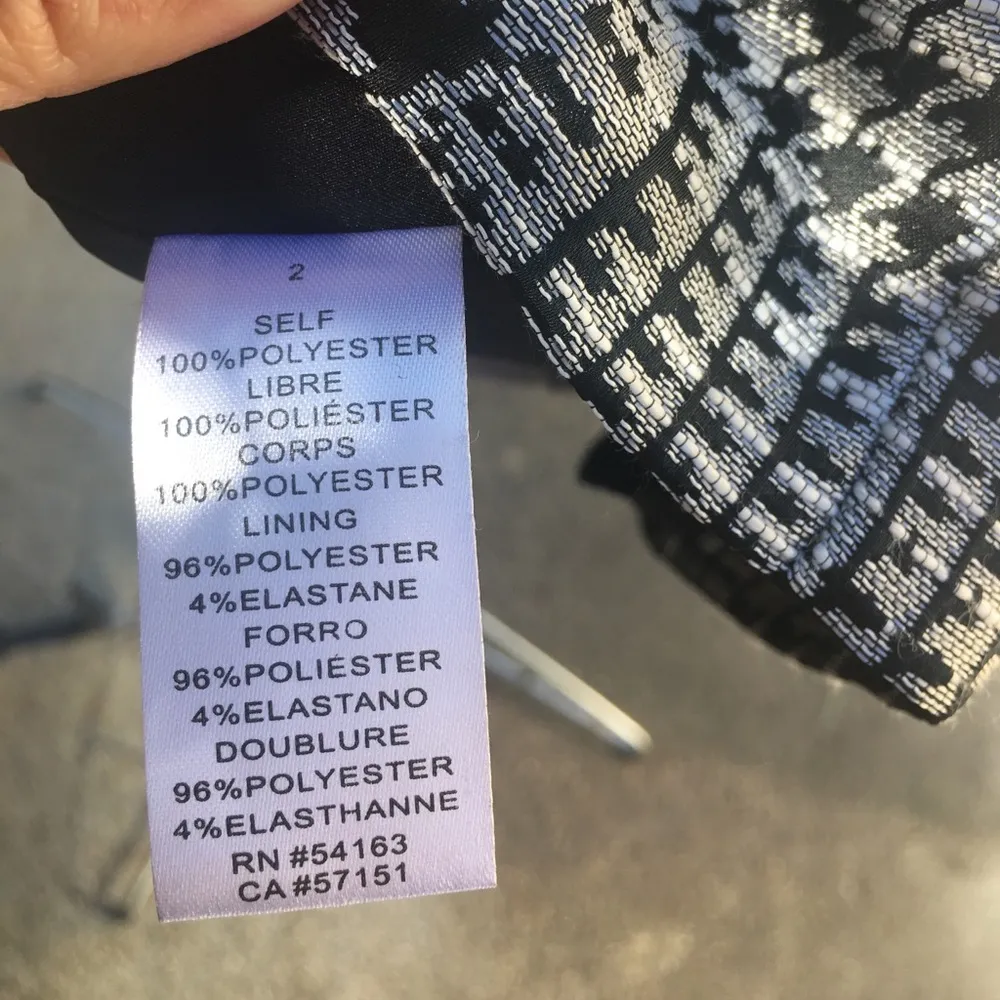 2
SELF
100%POLYESTER
LIBRE
100%POLIÉSTER
CORPS
100%POLYESTER
LINING
96%POLYESTER
4%ELASTANE
FORRO
96%POLIÉSTER
4%ELASTANO
DOUBLURE
96%POLYESTER
4%ELASTHANNE
RN #54163
CA #57151